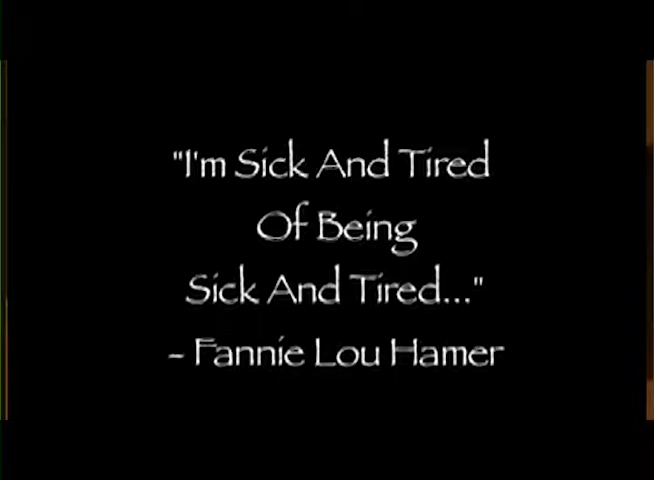 "I'm Sick And Tired
Of Being
Sick And Tired..."
- Fannie Lou Hamer